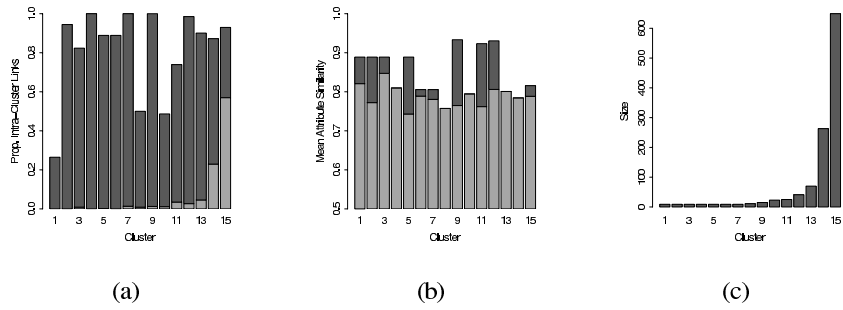 Prop. Intra-Cluster Links
0.0 0.2 0.4 0.6 0.8 1.0
1 3 5 7 9 11 13 15
Cluster
(a)
Mean Attribute Similarity
0.5 0.6 0.7 0.8 0.9 1.0
1 3 5 7 9 11 13 15
Cluster
(b)
Size
0 100 200 300 400 500 600
1 3 5 7 9 11 13 15
Cluster
(c)